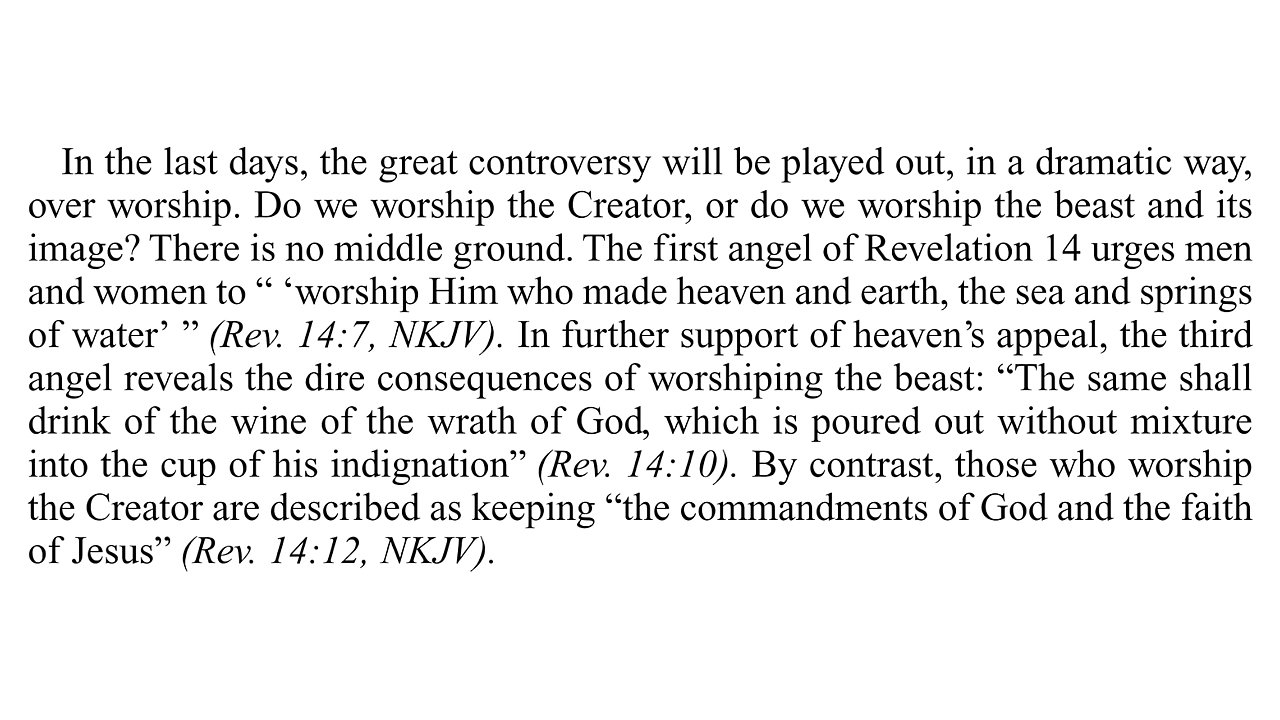 In the last days, the great controversy will be played out, in a dramatic way,
over worship. Do we worship the Creator, or do we worship the beast and its
image? There is no middle ground. The first angel of Revelation 14 urges men
and women to “ ‘worship Him who made heaven and earth, the sea and springs
of water’ ” (Rev. 14:7, NKJV). In further support of heaven’s appeal, the third
angel reveals the dire consequences of worshiping the beast: “The same shall
drink of the wine of the wrath of God, which is poured out without mixture
into the cup of his indignation” (Rev. 14:10). By contrast, those who worship
the Creator are described as keeping “the commandments of God and the faith
of Jesus” (Rev. 14:12, NKJV).